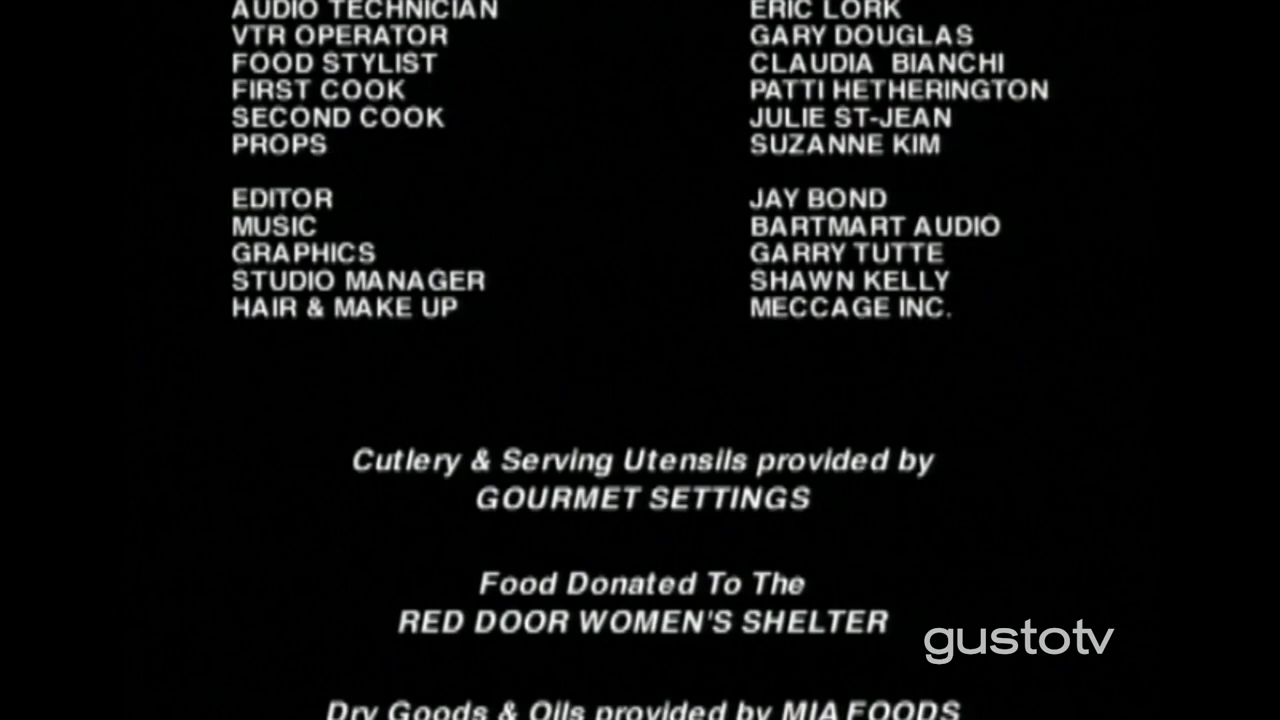 AUDIO TECHNICIAN ERIC LORK
VTR OPERATOR GARY DOUGLAS
FOOD STYLIST CLAUDIA BIANCHI
FIRST COOK PATTI HETHERINGTON
SECOND COOK JULIE ST-JEAN
PROPS SUZANNE KIM
EDITOR JAY BOND
MUSIC BARTMART AUDIO
GRAPHICS GARRY TUTTE
STUDIO MANAGER SHAWN KELLY
HAIR & MAKE UP MECCAGE INC.
Cutlery & Serving Utensils provided by
GOURMET SETTINGS
Food Donated To The
RED DOOR WOMEN'S SHELTER
gustotv
Dry Goods & Oils provided by MIA FOODS